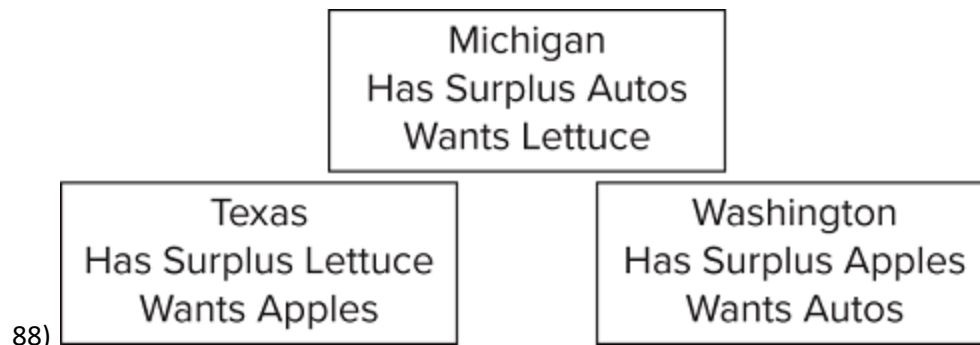 Michigan
Has Surplus Autos
Wants Lettuce
Texas
Has Surplus Lettuce
Wants Apples
Washington
Has Surplus Apples
Wants Autos
88)